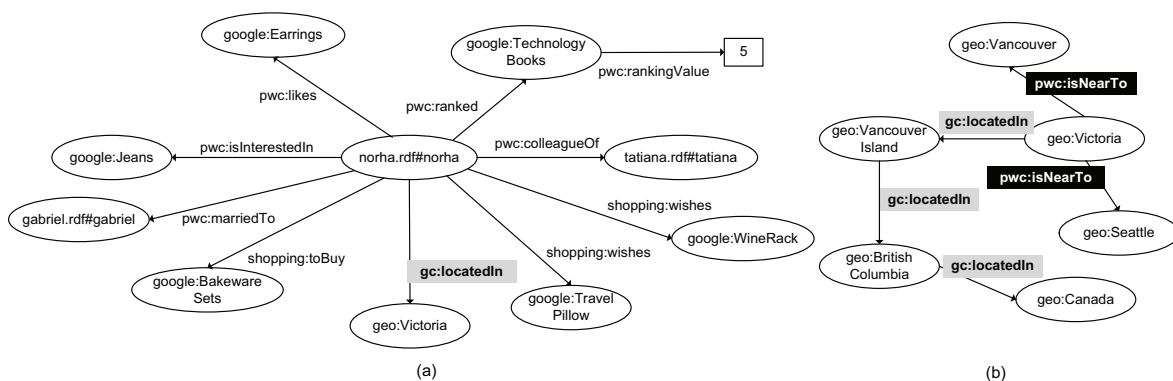 google:Earrings
google:Technology
Books
5
pwc:rankingValue
pwc:likes
pwc:ranked
google:Jeans
pwc:isInterestedIn
norha.rdf#norha
pwc:colleagueOf
tatiana.rdf#tatiana
gabriel.rdf#gabriel
pwc:marriedTo
shopping:wishes
google:WineRack
shopping:toBuy
shopping:wishes
google:Bakeware
Sets
gc:locatedIn
google:Travel
Pillow
geo:Victoria
(a)
geo:Vancouver
pwc:isNearTo
gc:locatedIn
geo:Vancouver
Island
geo:Victoria
pwc:isNearTo
gc:locatedIn
geo:Seattle
geo:British
Columbia
gc:locatedIn
geo:Canada
(b)